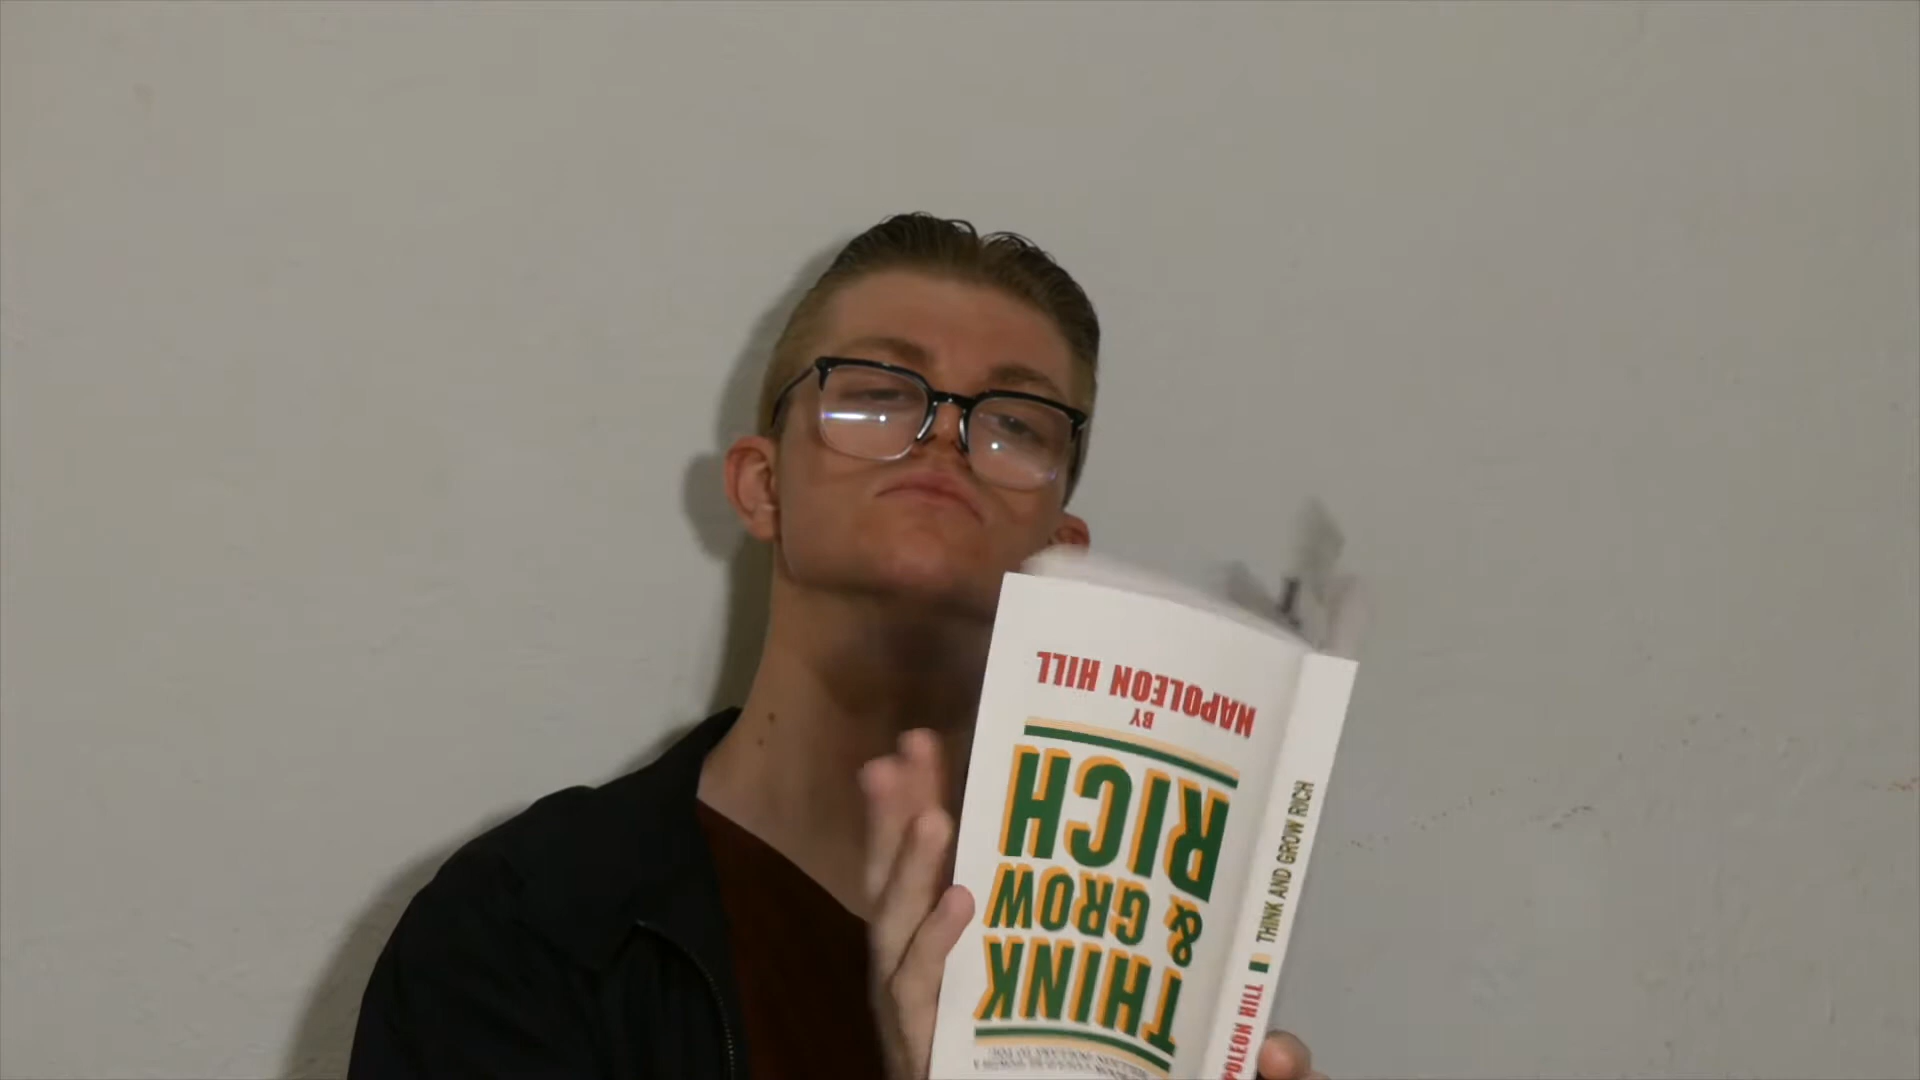 THINK
& GROW
RICH
BY
NAPOLEON HILL
POLEON HILL THINK AND GROW RICH